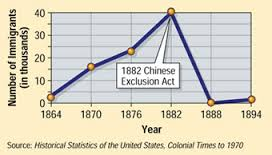 Number of Immigrants
(in thousands)
40
30
20
10
0
1882 Chinese
Exclusion Act
1864 1870 1876 1882 1888 1894
Year
Source: Historical Statistics of the United States, Colonial Times to 1970